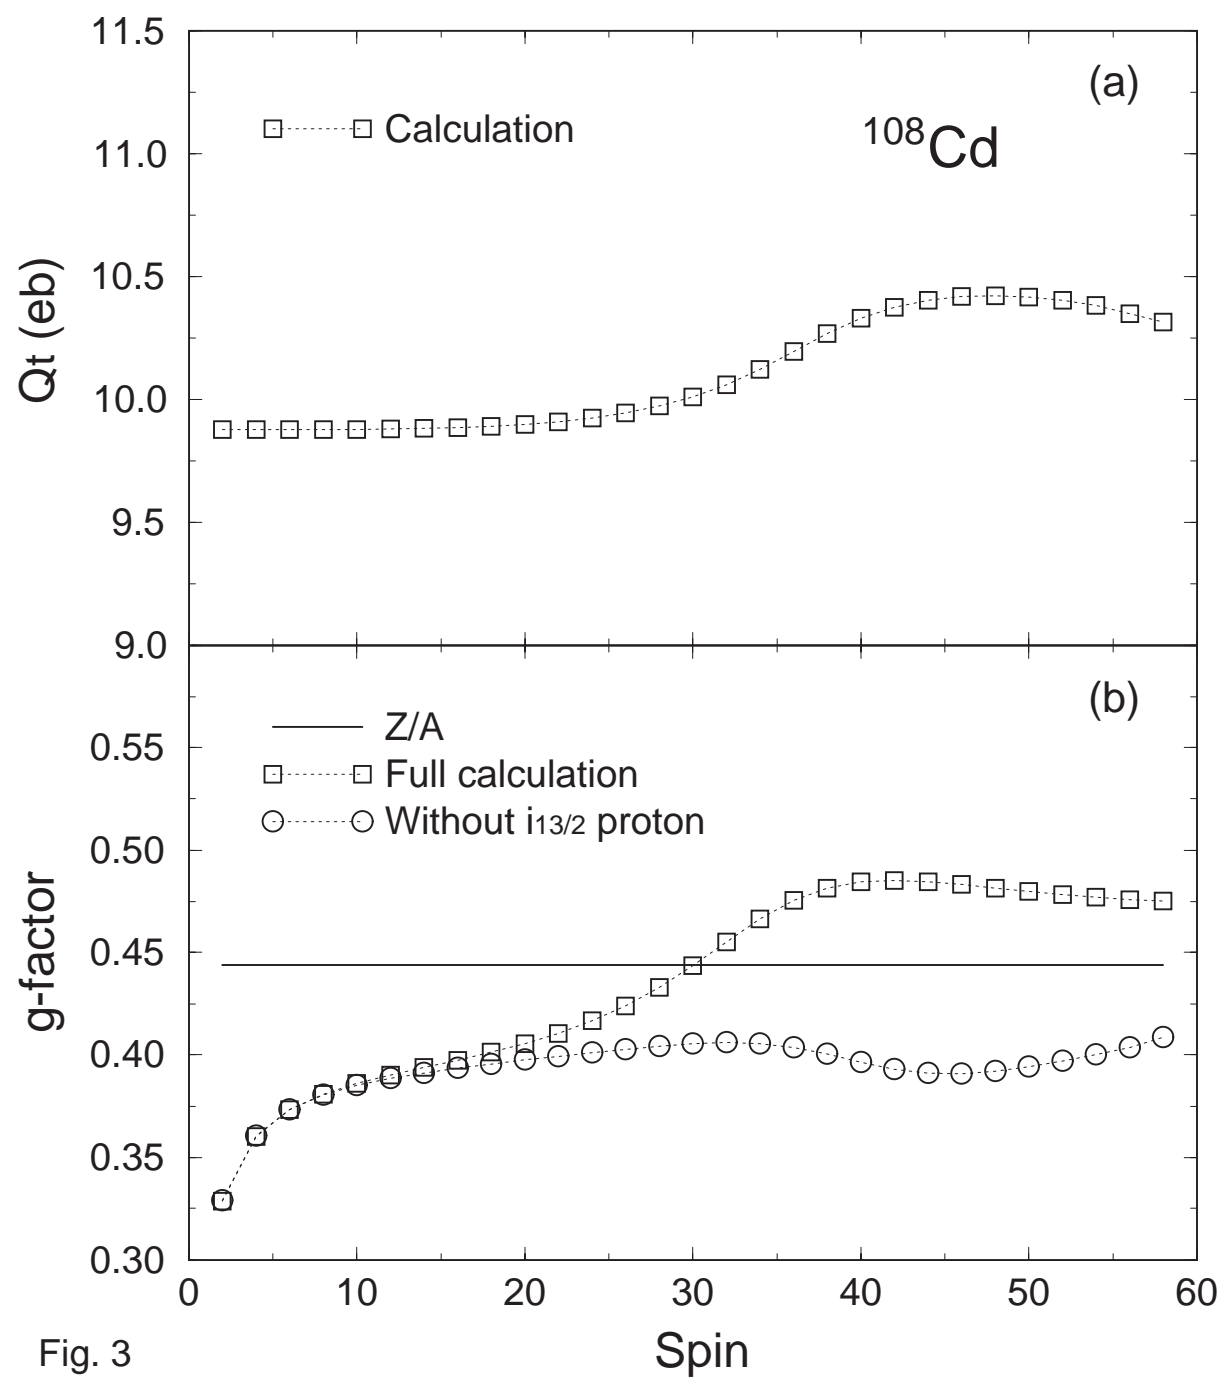 11.5
(a)
Calculation
108Cd
11.0
10.5
Qt (eb)
10.0
9.5
9.0
(b)
Z/A
0.55
Full calculation
Without i13/2 proton
0.50
g-factor
0.45
0.40
0.35
0.30
0 10 20 30 40 50 60
Spin
Fig. 3